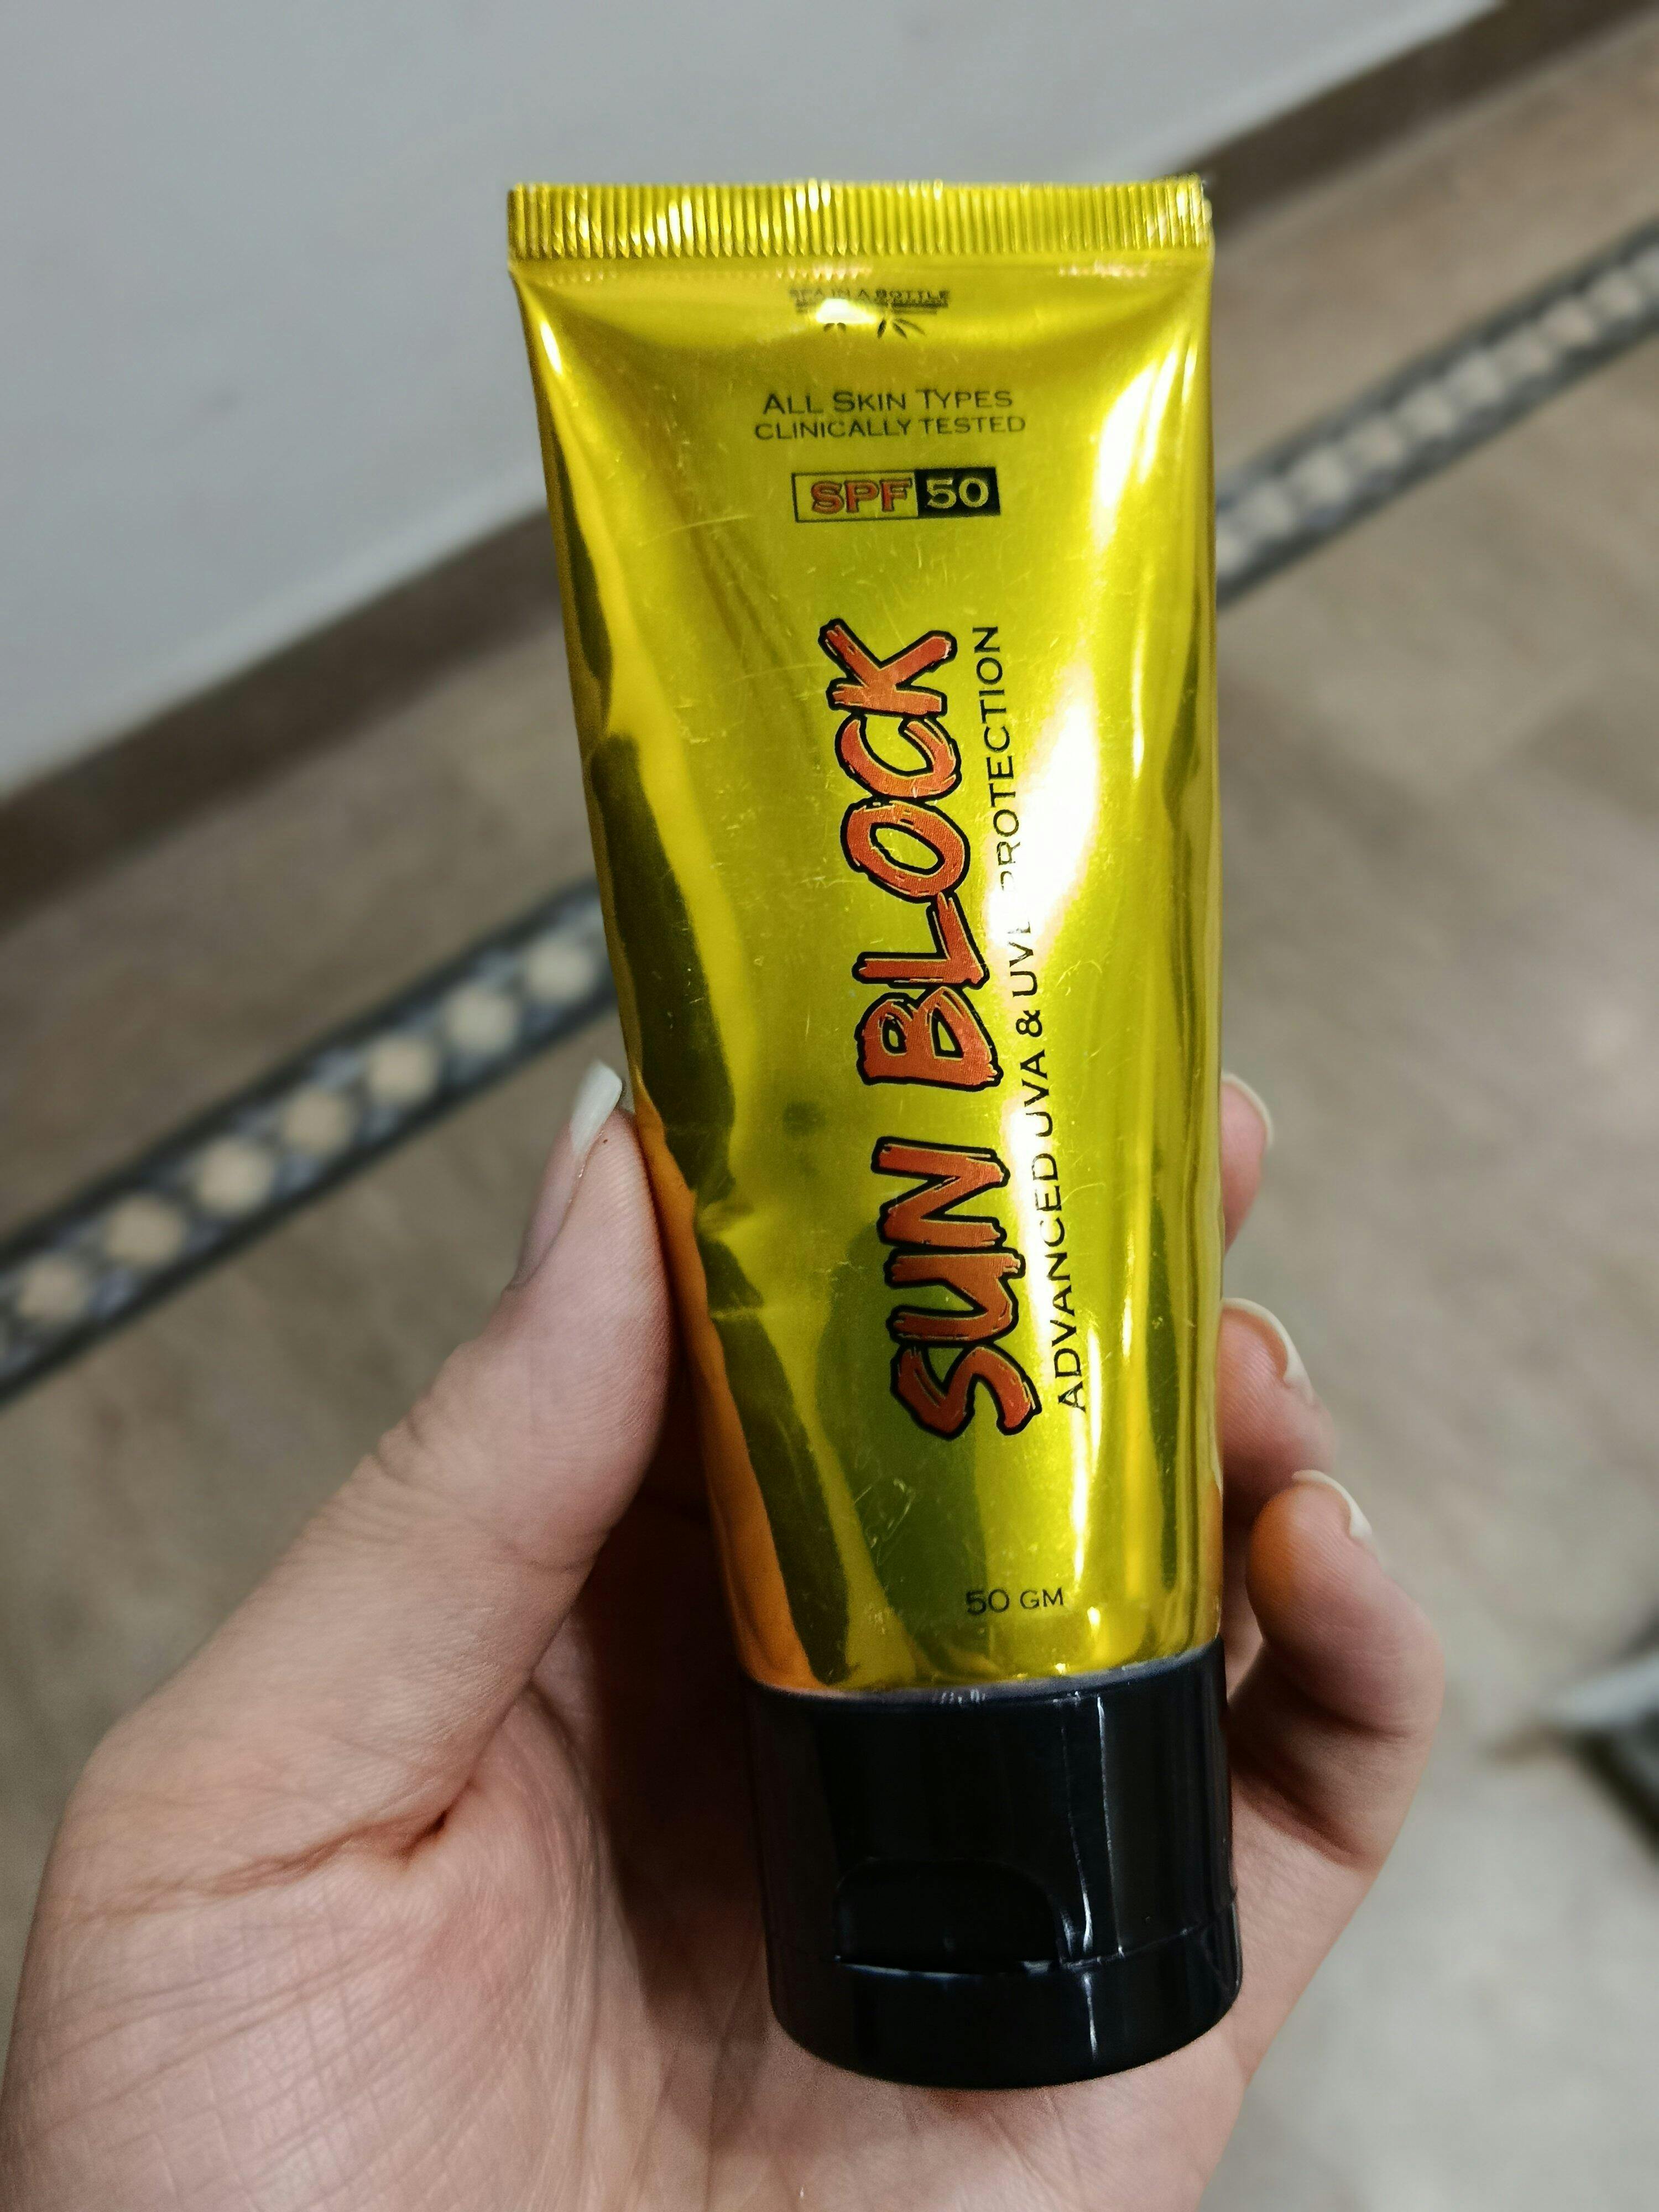 SPA IN A BOTTLE
ALL SKIN TYPES
CLINICALLY TESTED
SPF 50
SUN BLOCK
ADVANCED UVA & UVB PROTECTION
50 GM